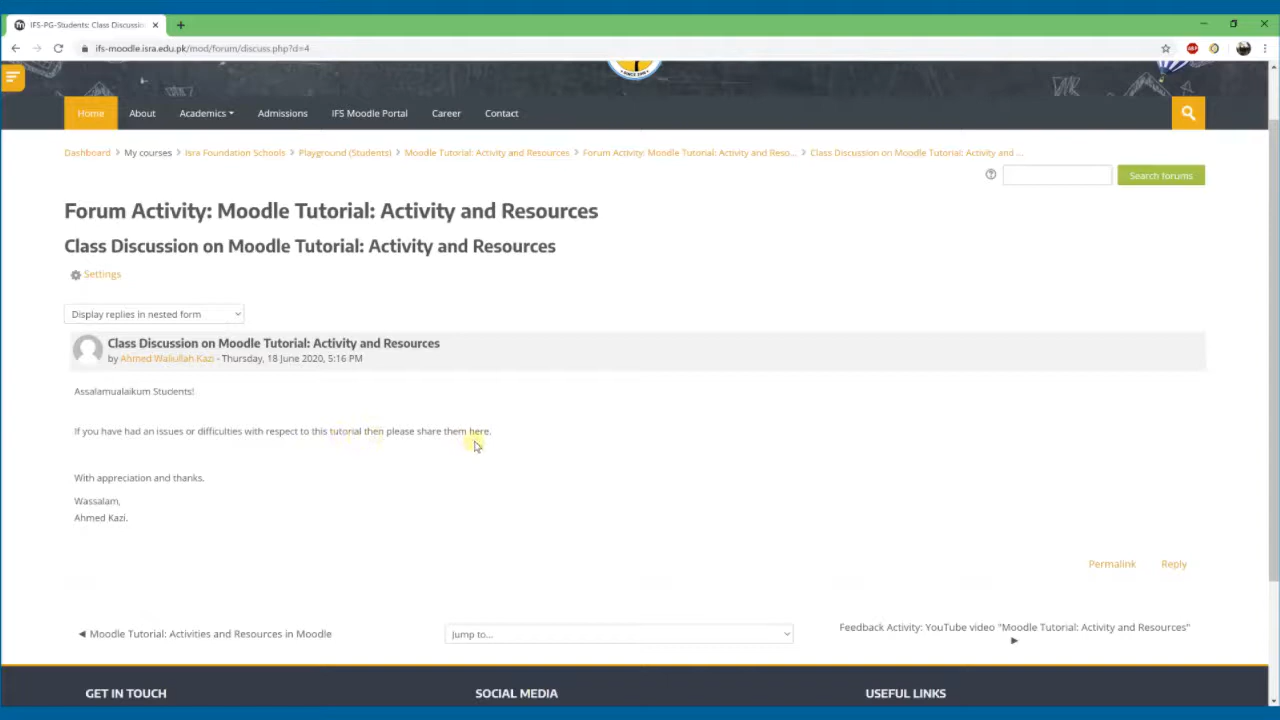 IFS-PG-Students: Class Discussio
ifs-moodle.isra.edu.pk/mod/forum/discuss.php?d=4
Home About Academics Admissions IFS Moodle Portal Career Contact
Dashboard > My courses > Isra Foundation Schools > Playground (Students) > Moodle Tutorial: Activity and Resources > Forum Activity: Moodle Tutorial: Activity and Reso... > Class Discussion on Moodle Tutorial: Activity and ...
Search forums
Forum Activity: Moodle Tutorial: Activity and Resources
Class Discussion on Moodle Tutorial: Activity and Resources
Settings
Display replies in nested form
Class Discussion on Moodle Tutorial: Activity and Resources
by Ahmed Waliullah Kazi - Thursday, 18 June 2020, 5:16 PM
Assalamualaikum Students!
If you have had an issues or difficulties with respect to this tutorial then please share them here.
With appreciation and thanks.
Wassalam,
Ahmed Kazi.
Permalink Reply
◄ Moodle Tutorial: Activities and Resources in Moodle
Jump to...
Feedback Activity: YouTube video "Moodle Tutorial: Activity and Resources"
►
GET IN TOUCH SOCIAL MEDIA USEFUL LINKS